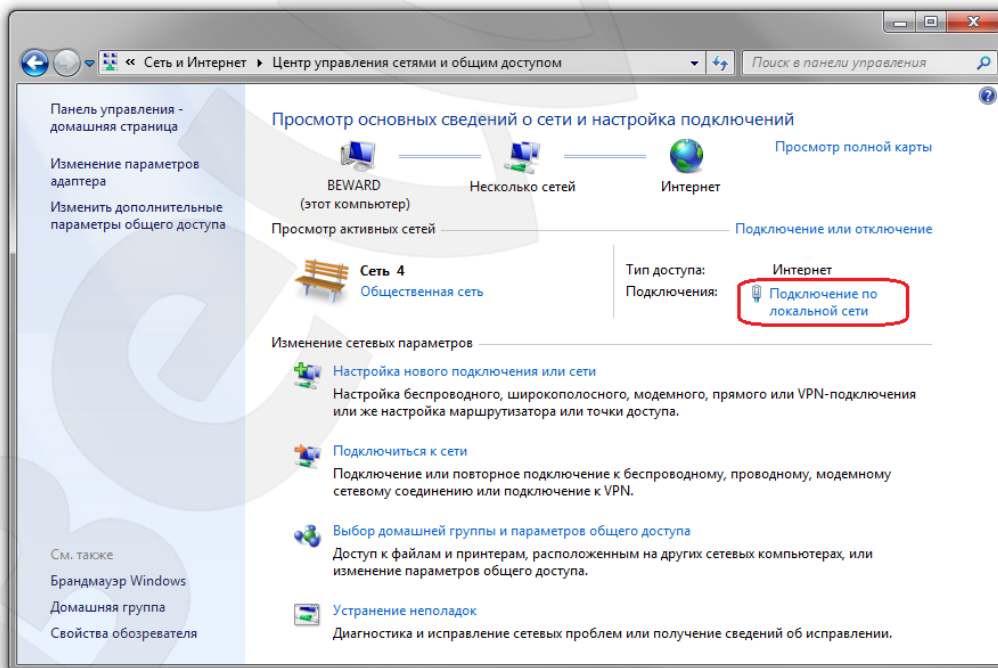 « Сеть и Интернет ▸ Центр управления сетями и общим доступом
Поиск в панели управления
Панель управления -
домашняя страница
Изменение параметров
адаптера
Изменить дополнительные
параметры общего доступа
Просмотр основных сведений о сети и настройка подключений
Просмотр полной карты
BEWARD
(этот компьютер)
Несколько сетей
Интернет
Просмотр активных сетей
Подключение или отключение
Сеть 4
Общественная сеть
Тип доступа: Интернет
Подключения: Подключение по
локальной сети
Изменение сетевых параметров
Настройка нового подключения или сети
Настройка беспроводного, широкополосного, модемного, прямого или VPN-подключения
или же настройка маршрутизатора или точки доступа.
Подключиться к сети
Подключение или повторное подключение к беспроводному, проводному, модемному
сетевому соединению или подключение к VPN.
Выбор домашней группы и параметров общего доступа
Доступ к файлам и принтерам, расположенным на других сетевых компьютерах, или
изменение параметров общего доступа.
Устранение неполадок
Диагностика и исправление сетевых проблем или получение сведений об исправлении.
См. также
Брандмауэр Windows
Домашняя группа
Свойства обозревателя